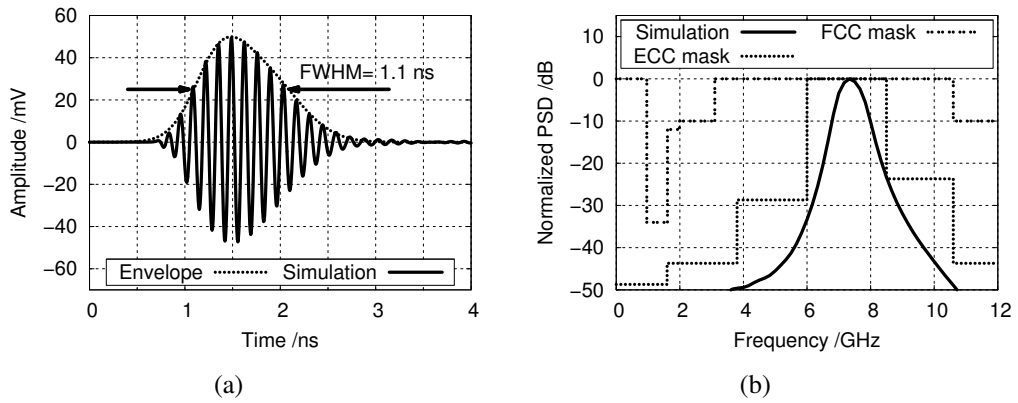 60
40
20
0
−20
−40
−60
0
1
2
3
4
Amplitude /mV
Time /ns
FWHM= 1.1 ns
Envelope
Simulation
(a)
10
0
−10
−20
−30
−40
−50
0
2
4
6
8
10
12
Normalized PSD /dB
Frequency /GHz
Simulation
FCC mask
ECC mask
(b)